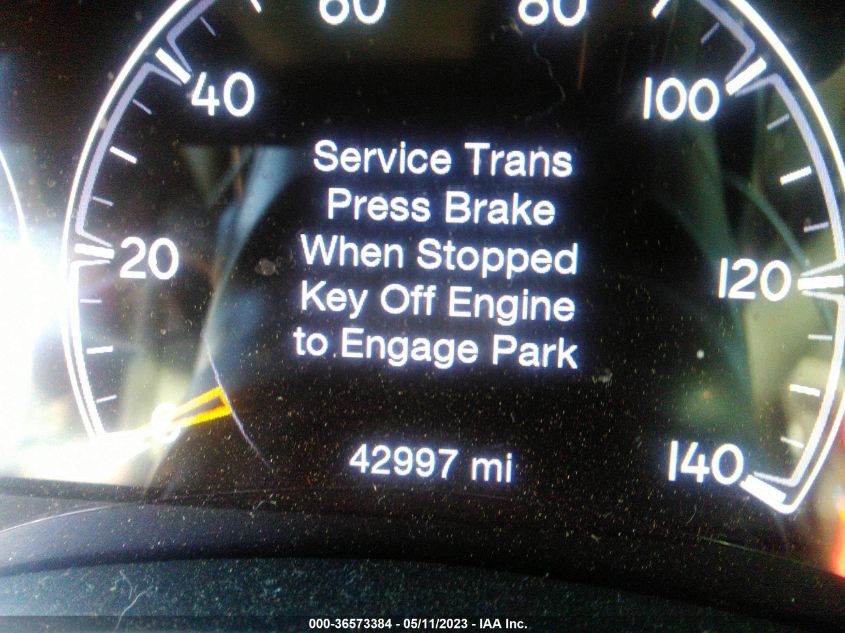 60 80
40 100
Service Trans
Press Brake
When Stopped
Key Off Engine
to Engage Park
20 120
42997 mi
140
000-36573384 - 05/11/2023 - IAA Inc.